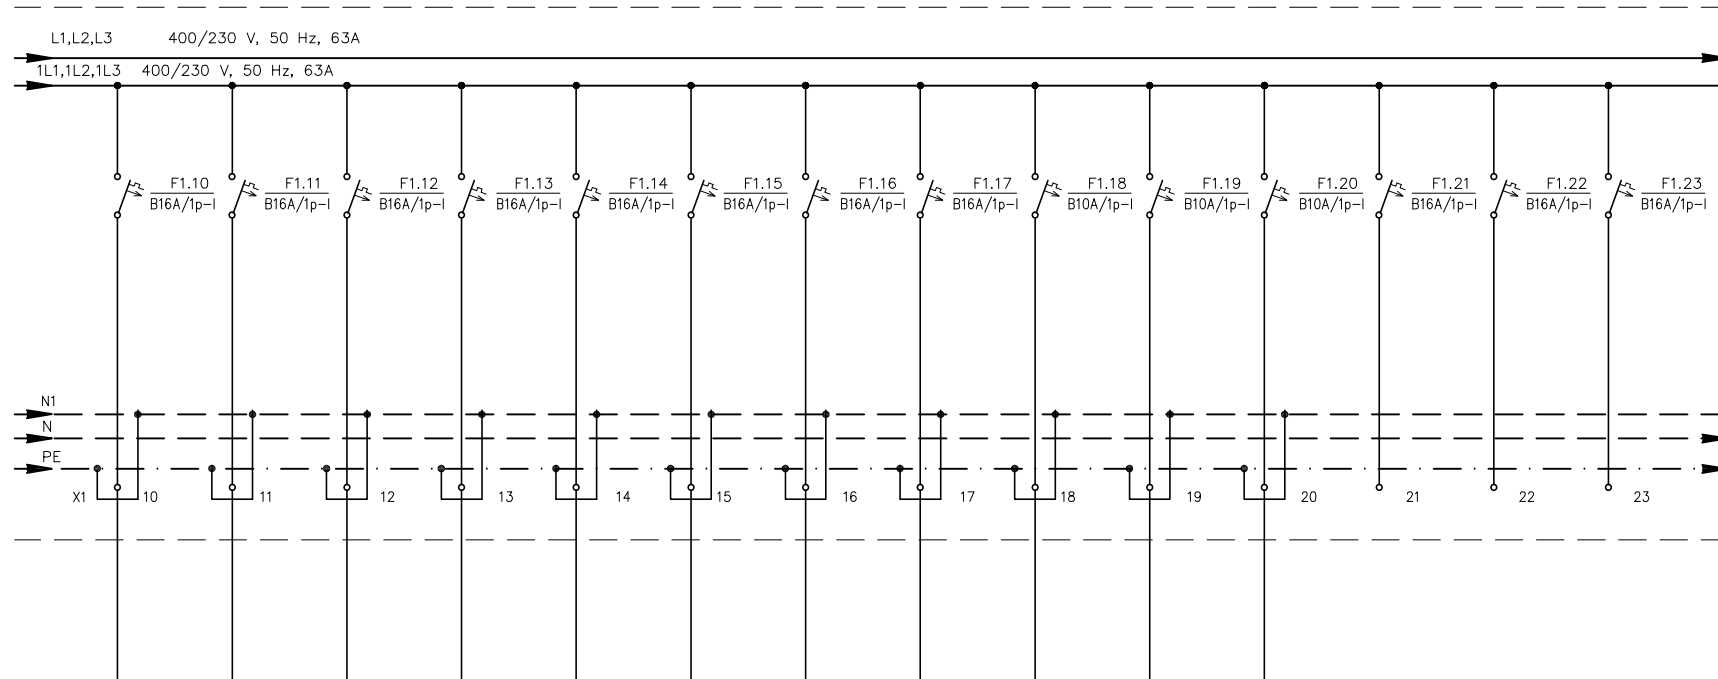 L1,L2,L3 400/230 V, 50 Hz, 63A
1L1,1L2,1L3 400/230 V, 50 Hz, 63A
F1.10 F1.11 F1.12 F1.13 F1.14 F1.15 F1.16 F1.17 F1.18 F1.19 F1.20 F1.21 F1.22 F1.23
B16A/1p-I B16A/1p-I B16A/1p-I B16A/1p-I B16A/1p-I B16A/1p-I B16A/1p-I B16A/1p-I B10A/1p-I B10A/1p-I B10A/1p-I B16A/1p-I B16A/1p-I B16A/1p-I
N1
N
PE
X1 10 11 12 13 14 15 16 17 18 19 20 21 22 23